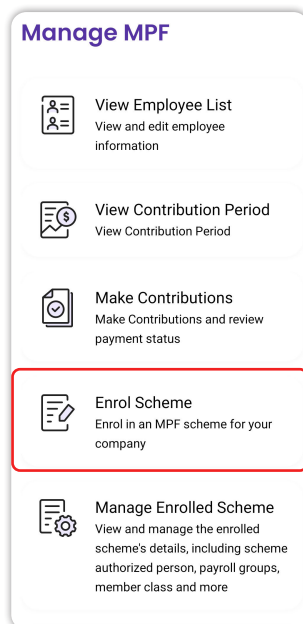 Manage MPF
View Employee List
View and edit employee
information
View Contribution Period
View Contribution Period
Make Contributions
Make Contributions and review
payment status
Enrol Scheme
Enrol in an MPF scheme for your
company
Manage Enrolled Scheme
View and manage the enrolled
scheme's details, including scheme
authorized person, payroll groups,
member class and more